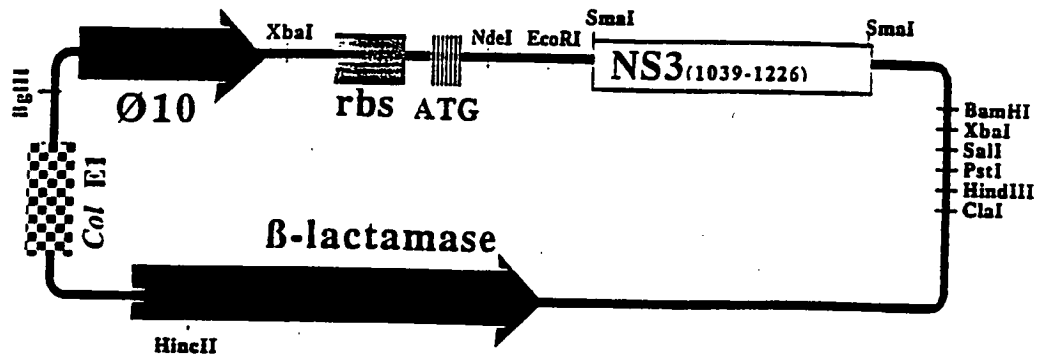 SmaI
SmaI
XbaI
NdeI
EcoRI
NS3(1039-1226)
BglII
Ø10
rbs
ATG
BamHI
XbaI
SalI
PstI
HindIII
ClaI
Col E1
ß-lactamase
HincII